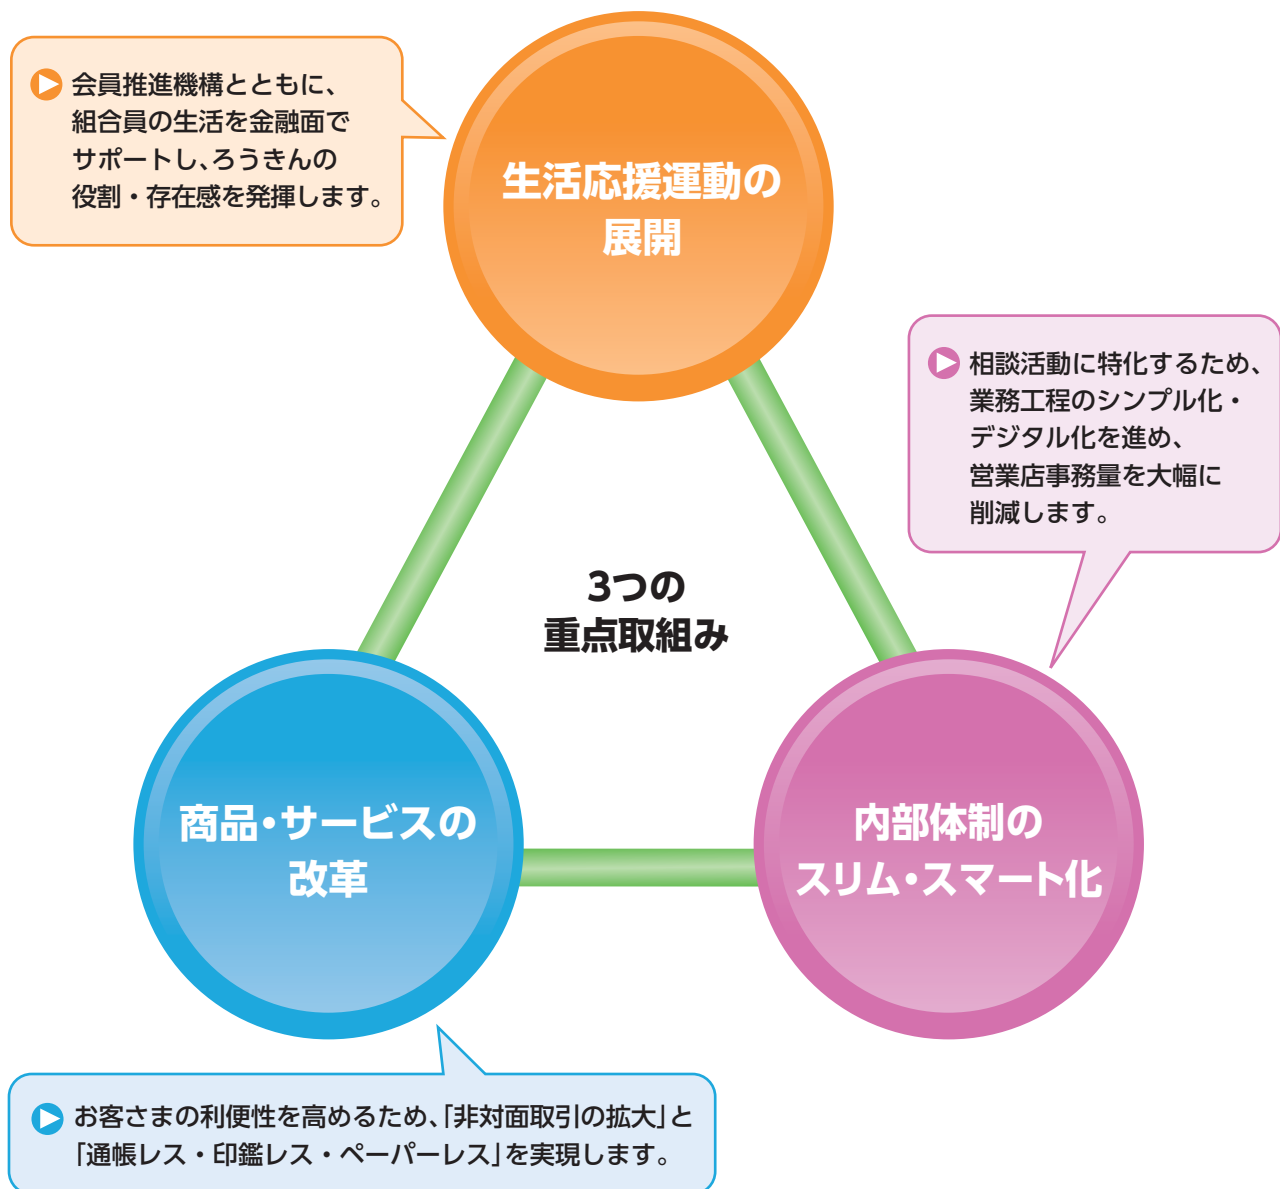 会員推進機構とともに、
組合員の生活を金融面で
サポートし、ろうきんの
役割・存在感を発揮します。
生活応援運動の
展開
相談活動に特化するため、
業務工程のシンプル化・
デジタル化を進め、
営業店事務量を大幅に
削減します。
3つの
重点取組み
商品・サービスの
改革
内部体制の
スリム・スマート化
お客さまの利便性を高めるため、「非対面取引の拡大」と
「通帳レス・印鑑レス・ペーパーレス」を実現します。